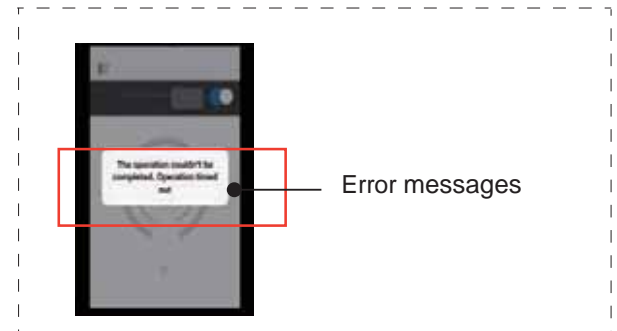 The operation couldn't be
completed. Operation timed
out
Error messages